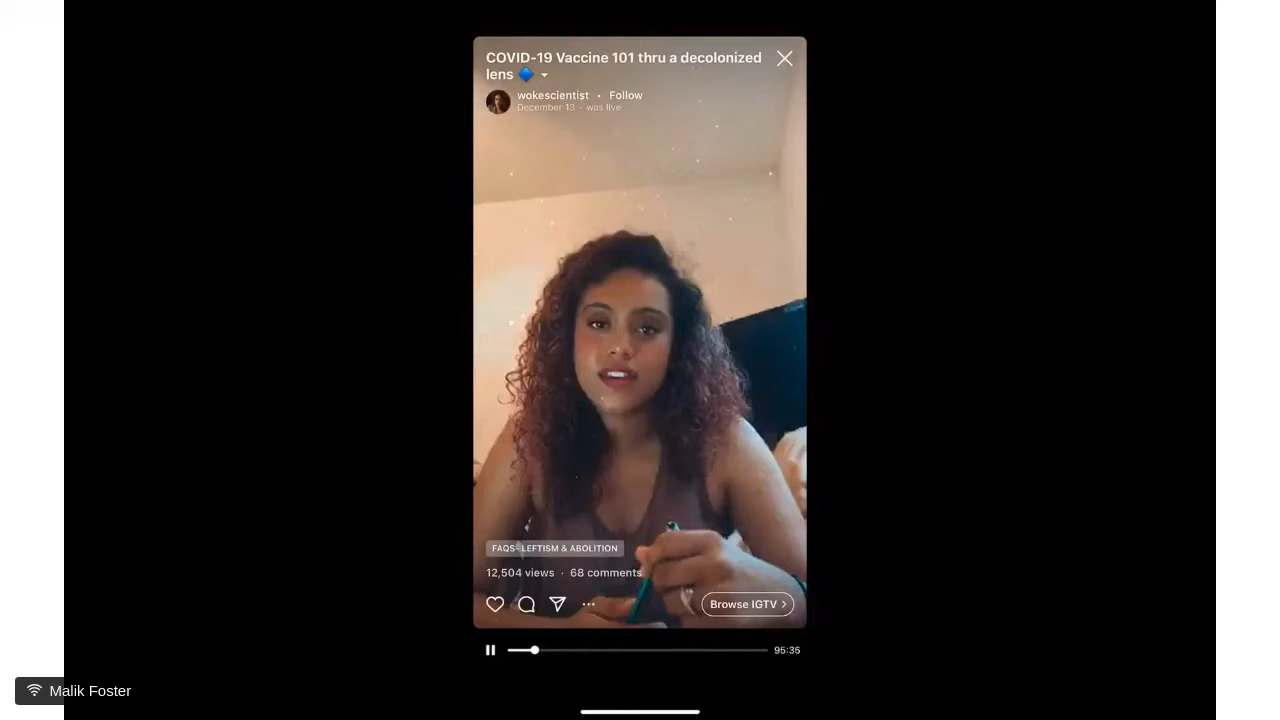 COVID-19 Vaccine 101 thru a decolonized
lens
wokescientist · Follow
December 13 · was live
FAQS- LEFTISM & ABOLITION
12,504 views · 68 comments
Browse IGTV >
95:35
Malik Foster